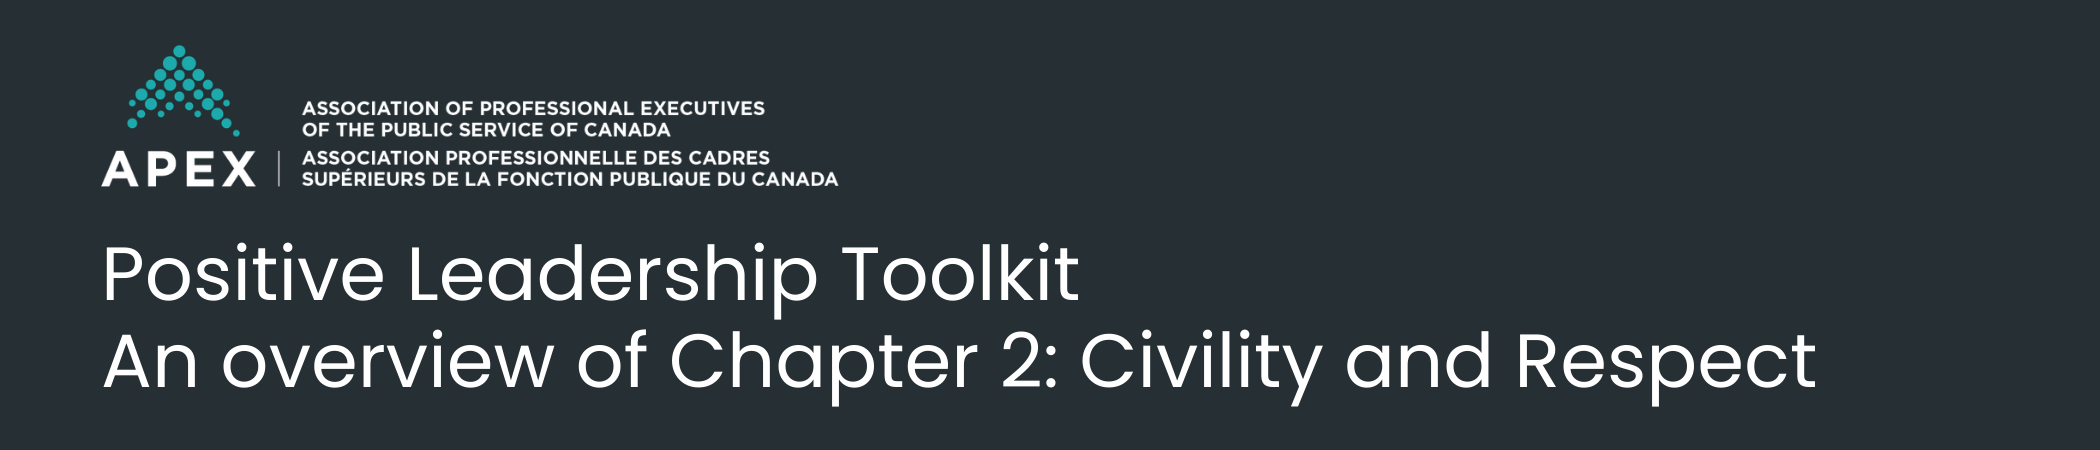 ASSOCIATION OF PROFESSIONAL EXECUTIVES
OF THE PUBLIC SERVICE OF CANADA
APEX
ASSOCIATION PROFESSIONNELLE DES CADRES
SUPÉRIEURS DE LA FONCTION PUBLIQUE DU CANADA
Positive Leadership Toolkit
An overview of Chapter 2: Civility and Respect